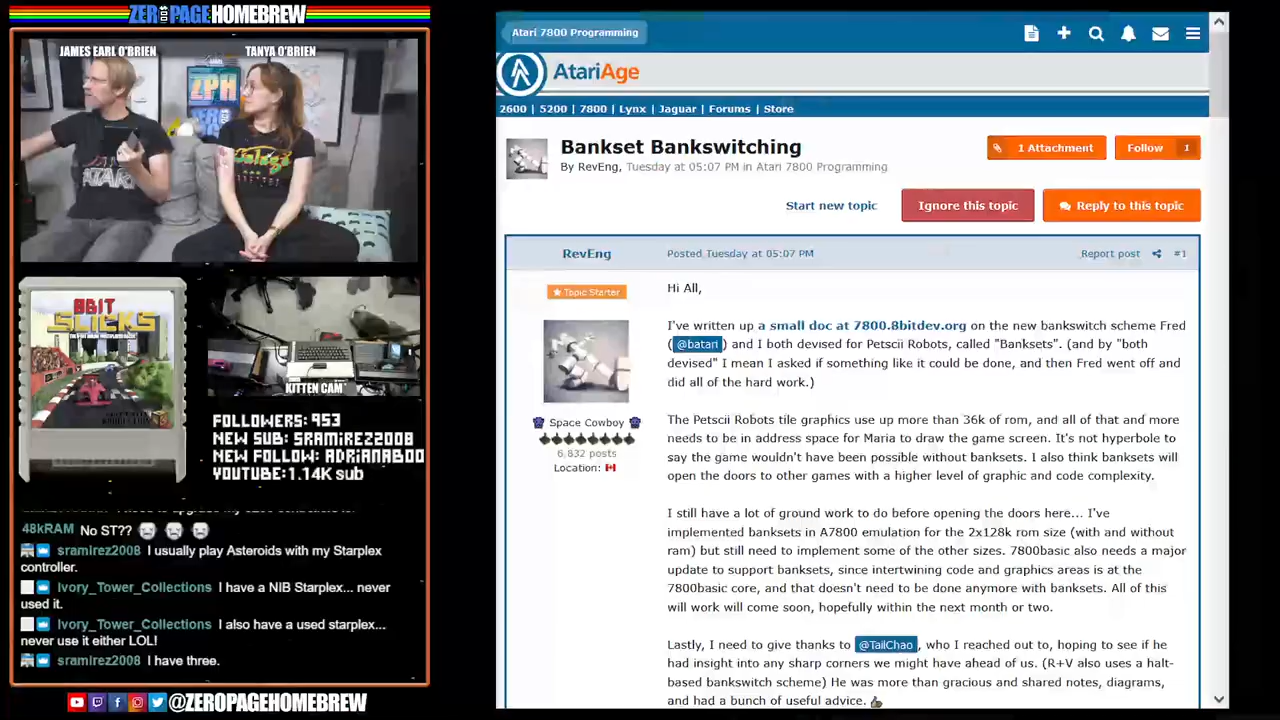 ZEROPAGEHOMEBREW
JAMES EARL O'BRIEN
TANYA O'BRIEN
ZPH
ATARI
8BIT
SLICKS
KITTEN CAM
FOLLOWERS: 953
NEW SUB: SRAMIREZ2008
NEW FOLLOW: ADRIANABOO
YOUTUBE: 1.14K sub
48kRAM No ST??
sramirez2008 I usually play Asteroids with my Starplex
controller.
Ivory_Tower_Collections I have a NIB Starplex... never
used it.
Ivory_Tower_Collections I also have a used starplex...
never use it either LOL!
sramirez2008 I have three.
@ZEROPAGEHOMEBREW
Atari 7800 Programming
AtariAge
2600 | 5200 | 7800 | Lynx | Jaguar | Forums | Store
Bankset Bankswitching
By RevEng, Tuesday at 05:07 PM in Atari 7800 Programming
1 Attachment
Follow 1
Start new topic
Ignore this topic
Reply to this topic
RevEng
Posted Tuesday at 05:07 PM
Report post
#1
Topic Starter
Space Cowboy
6,832 posts
Location:
Hi All,
I've written up a small doc at 7800.8bitdev.org on the new bankswitch scheme Fred
(@batari) and I both devised for Petscii Robots, called "Banksets". (and by "both
devised" I mean I asked if something like it could be done, and then Fred went off and
did all of the hard work.)
The Petscii Robots tile graphics use up more than 36k of rom, and all of that and more
needs to be in address space for Maria to draw the game screen. It's not hyperbole to
say the game wouldn't have been possible without banksets. I also think banksets will
open the doors to other games with a higher level of graphic and code complexity.
I still have a lot of ground work to do before opening the doors here... I've
implemented banksets in A7800 emulation for the 2x128k rom size (with and without
ram) but still need to implement some of the other sizes. 7800basic also needs a major
update to support banksets, since intertwining code and graphics areas is at the
7800basic core, and that doesn't need to be done anymore with banksets. All of this
will work will come soon, hopefully within the next month or two.
Lastly, I need to give thanks to @TailChao, who I reached out to, hoping to see if he
had insight into any sharp corners we might have ahead of us. (R+V also uses a halt-
based bankswitch scheme) He was more than gracious and shared notes, diagrams,
and had a bunch of useful advice.